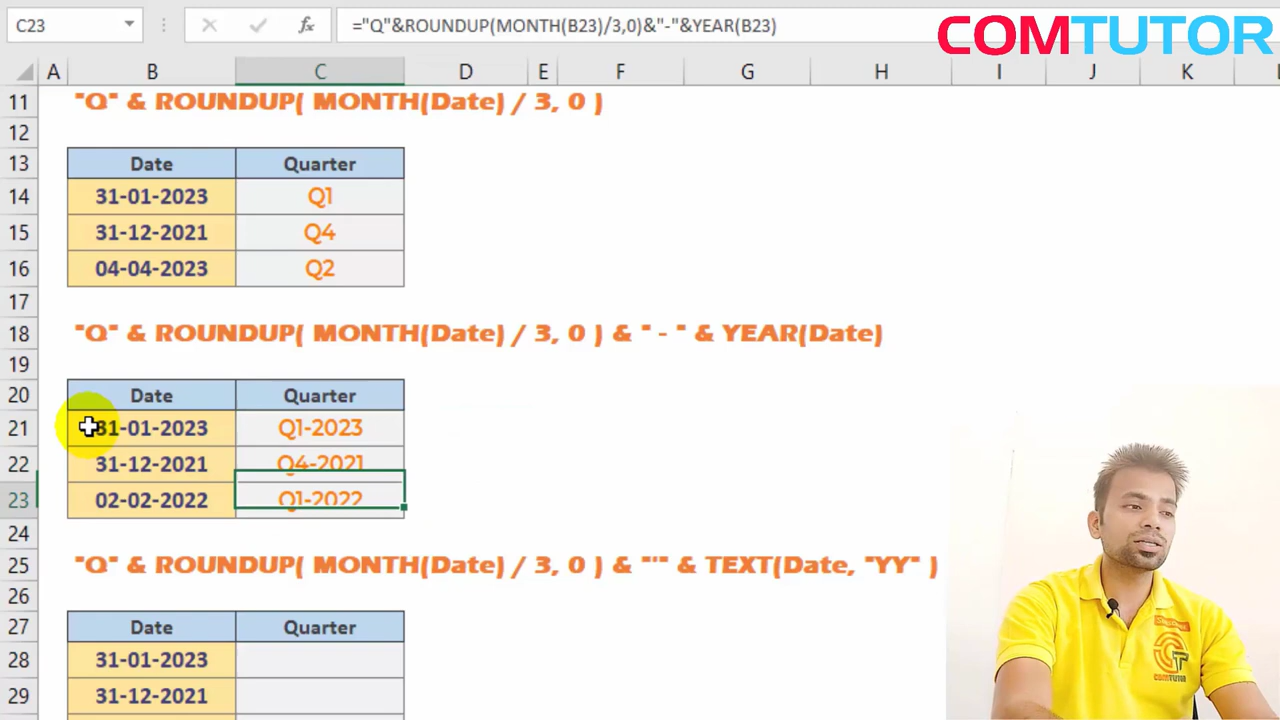 C23
fx
="Q"&ROUNDUP(MONTH(B23)/3,0)&"-"&YEAR(B23)
COMTUTOR
A B C D E F G H I J K
11 "Q" & ROUNDUP( MONTH(Date) / 3, 0 )
12
13 Date Quarter
14 31-01-2023 Q1
15 31-12-2021 Q4
16 04-04-2023 Q2
17
18 "Q" & ROUNDUP( MONTH(Date) / 3, 0 ) & " - " & YEAR(Date)
19
20 Date Quarter
21 31-01-2023 Q1-2023
22 31-12-2021 Q4-2021
23 02-02-2022 Q1-2022
24
25 "Q" & ROUNDUP( MONTH(Date) / 3, 0 ) & "'" & TEXT(Date, "YY" )
26
27 Date Quarter
28 31-01-2023
29 31-12-2021
COMTUTOR